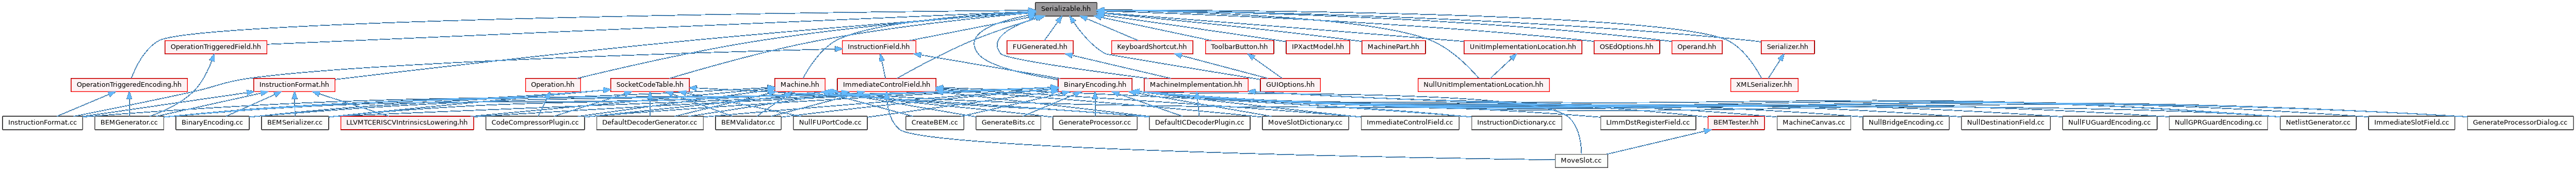 Serializable.hh
OperationTriggeredField.hh
InstructionField.hh
FUGenerated.hh
KeyboardShortcut.hh
ToolbarButton.hh
IPXactModel.hh
MachinePart.hh
UnitImplementationLocation.hh
OSEdOptions.hh
Operand.hh
Serializer.hh
OperationTriggeredEncoding.hh
InstructionFormat.hh
Operation.hh
SocketCodeTable.hh
Machine.hh
ImmediateControlField.hh
BinaryEncoding.hh
MachineImplementation.hh
GUIOptions.hh
NullUnitImplementationLocation.hh
XMLSerializer.hh
InstructionFormat.cc
BEMGenerator.cc
BinaryEncoding.cc
BEMSerializer.cc
LLVMTCERISCVIntrinsicsLowering.hh
CodeCompressorPlugin.cc
DefaultDecoderGenerator.cc
BEMValidator.cc
NullFUPortCode.cc
CreateBEM.cc
GenerateBits.cc
GenerateProcessor.cc
DefaultICDecoderPlugin.cc
MoveSlotDictionary.cc
ImmediateControlField.cc
InstructionDictionary.cc
LImmDstRegisterField.cc
BEMTester.hh
MachineCanvas.cc
NullBridgeEncoding.cc
NullDestinationField.cc
NullFUGuardEncoding.cc
NullGPRGuardEncoding.cc
NetlistGenerator.cc
ImmediateSlotField.cc
GenerateProcessorDialog.cc
MoveSlot.cc